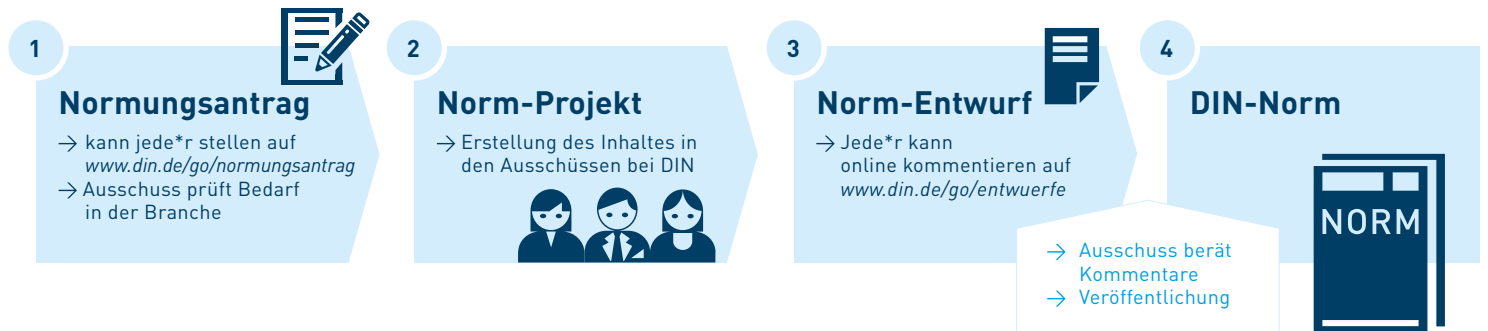 1
Normungsantrag
→ kann jede*r stellen auf
www.din.de/go/normungsantrag
→ Ausschuss prüft Bedarf
in der Branche
2
Norm-Projekt
→ Erstellung des Inhaltes in
den Ausschüssen bei DIN
3
Norm-Entwurf
→ Jede*r kann
online kommentieren auf
www.din.de/go/entwuerfe
→ Ausschuss berät
Kommentare
→ Veröffentlichung
4
DIN-Norm
NORM